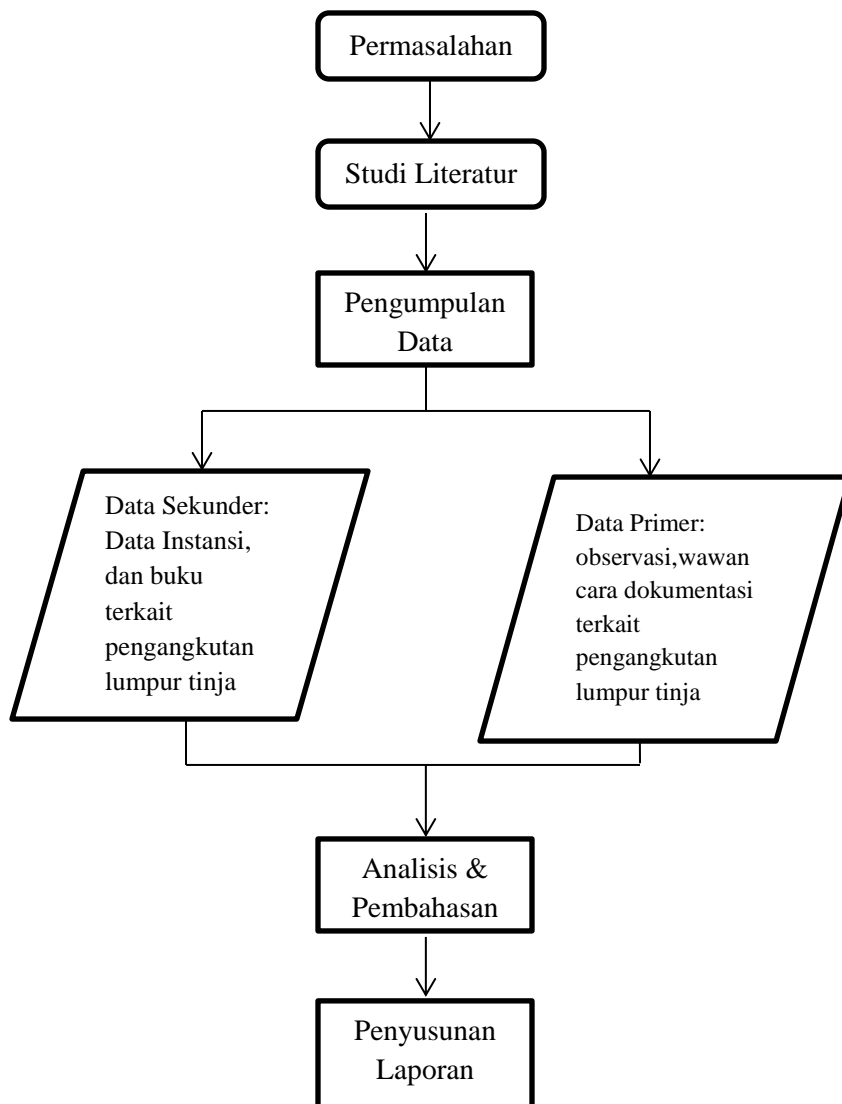 Permasalahan
Studi Literatur
Pengumpulan
Data
Data Sekunder:
Data Instansi,
dan buku
terkait
pengangkutan
lumpur tinja
Data Primer:
observasi,wawan
cara dokumentasi
terkait
pengangkutan
lumpur tinja
Analisis &
Pembahasan
Penyusunan
Laporan